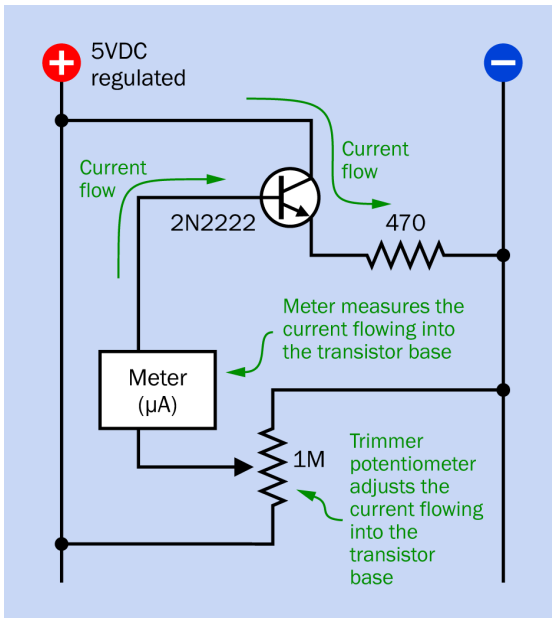 5VDC
regulated
Current
flow
Current
flow
2N2222
470
Meter measures the
current flowing into
the transistor base
Meter
(µA)
1M
Trimmer
potentiometer
adjusts the
current flowing
into the
transistor
base